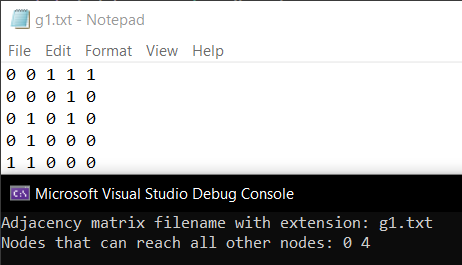 g1.txt - Notepad
File Edit Format View Help
0 0 1 1 1
0 0 0 1 0
0 1 0 1 0
0 1 0 0 0
1 1 0 0 0
C:\ Microsoft Visual Studio Debug Console
Adjacency matrix filename with extension: g1.txt
Nodes that can reach all other nodes: 0 4